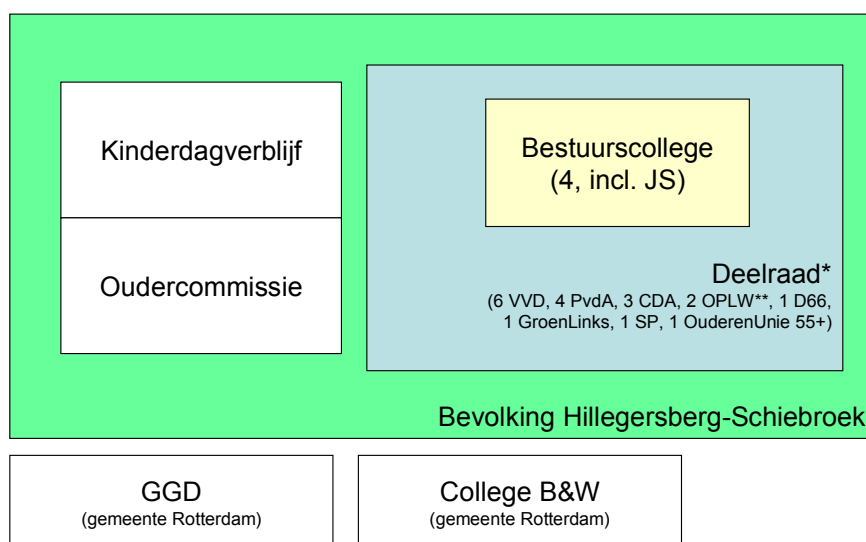 Kinderdagverblijf
Oudercommissie
Bestuurscollege
(4, incl. JS)
Deelraad*
(6 VVD, 4 PvdA, 3 CDA, 2 OPLW**, 1 D66,
1 GroenLinks, 1 SP, 1 OuderenUnie 55+)
Bevolking Hillegersberg-Schiebroek
GGD
(gemeente Rotterdam)
College B&W
(gemeente Rotterdam)